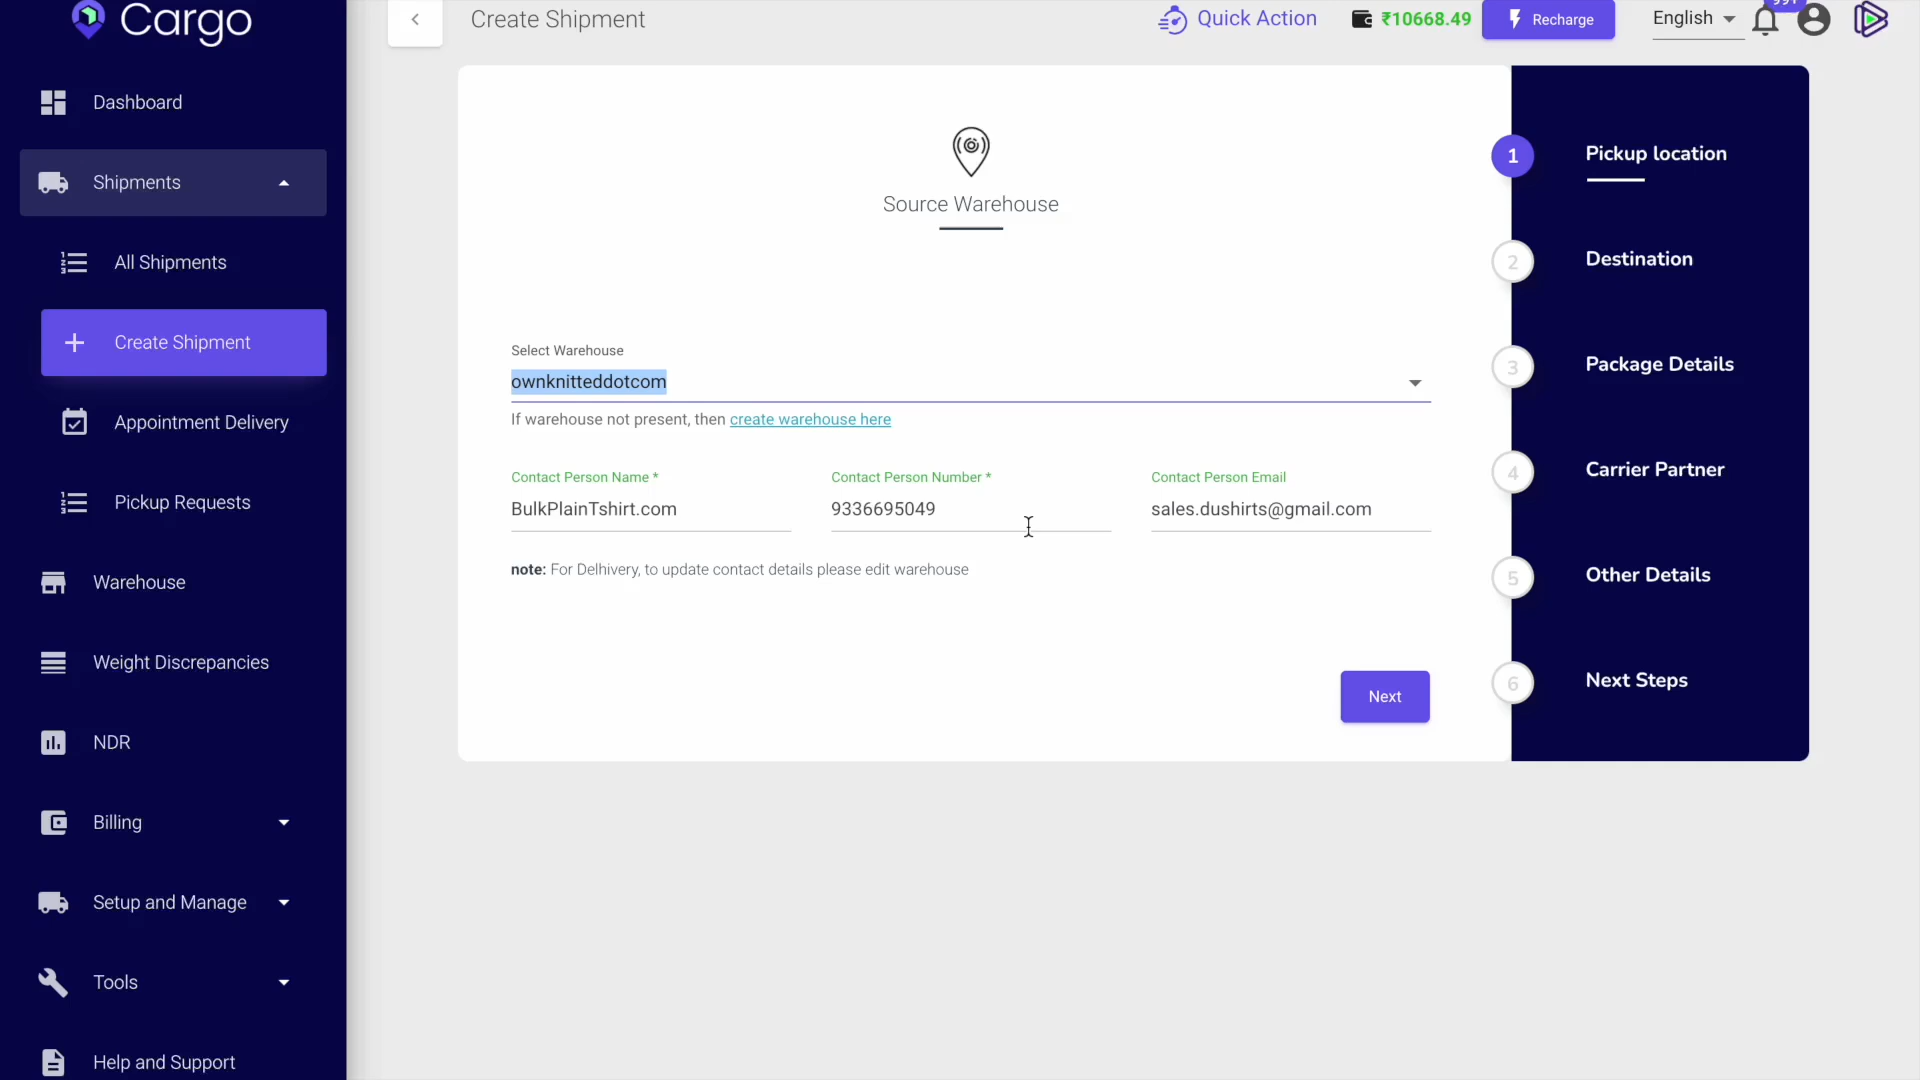 Cargo
Dashboard
Shipments
All Shipments
Create Shipment
Appointment Delivery
Pickup Requests
Warehouse
Weight Discrepancies
NDR
Billing
Setup and Manage
Tools
Help and Support
Create Shipment
Quick Action
₹10668.49
Recharge
English
99+
Source Warehouse
Select Warehouse
ownknitteddotcom
If warehouse not present, then create warehouse here
Contact Person Name *
BulkPlainTshirt.com
Contact Person Number *
9336695049
Contact Person Email
sales.dushirts@gmail.com
note: For Delhivery, to update contact details please edit warehouse
Next
1 Pickup location
2 Destination
3 Package Details
4 Carrier Partner
5 Other Details
6 Next Steps